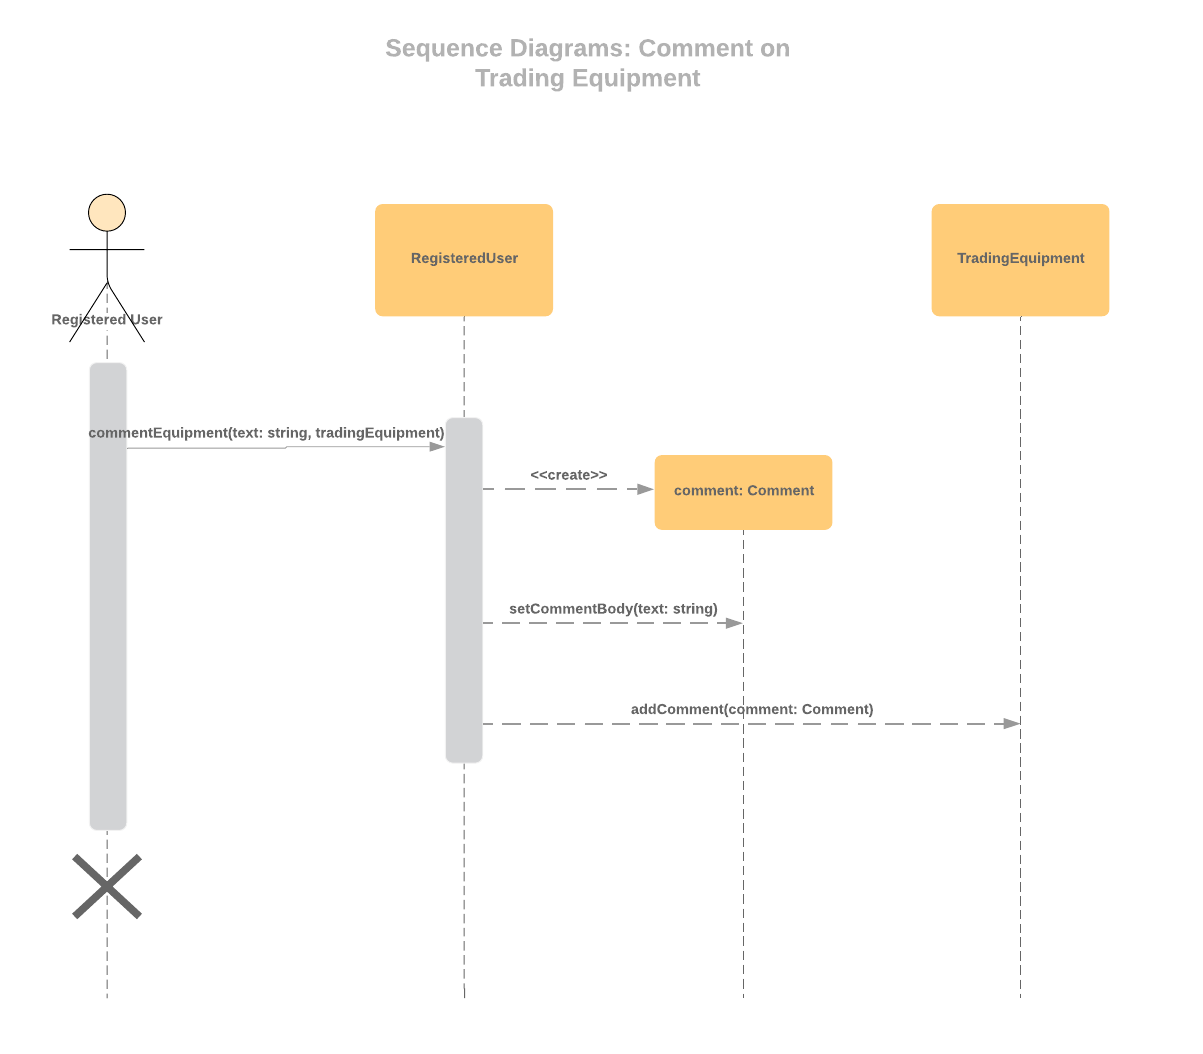 Sequence Diagrams: Comment on
Trading Equipment
Registered User
RegisteredUser
TradingEquipment
commentEquipment(text: string, tradingEquipment)
<<create>>
comment: Comment
setCommentBody(text: string)
addComment(comment: Comment)